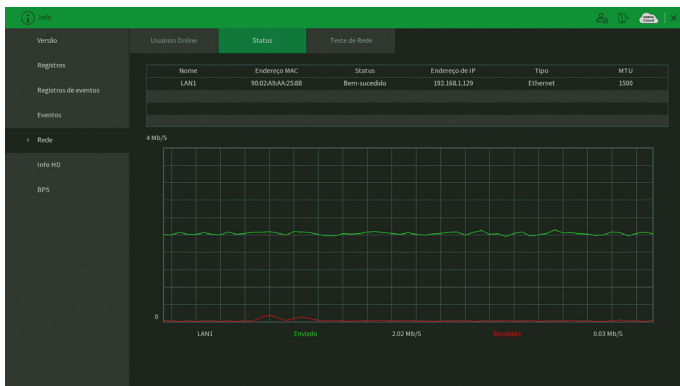 Info
Versão
Registros
Registros de eventos
Eventos
> Rede
Info HD
BPS
Usuários Online Status Teste de Rede
Nome Endereço MAC Status Endereço de IP Tipo MTU
LAN1 90:02:A9:AA:25:88 Bem-sucedido 192.168.1.129 Ethernet 1500
4 Mb/S
0
LAN1 Enviado 2.02 Mb/S Recebido 0.03 Mb/S